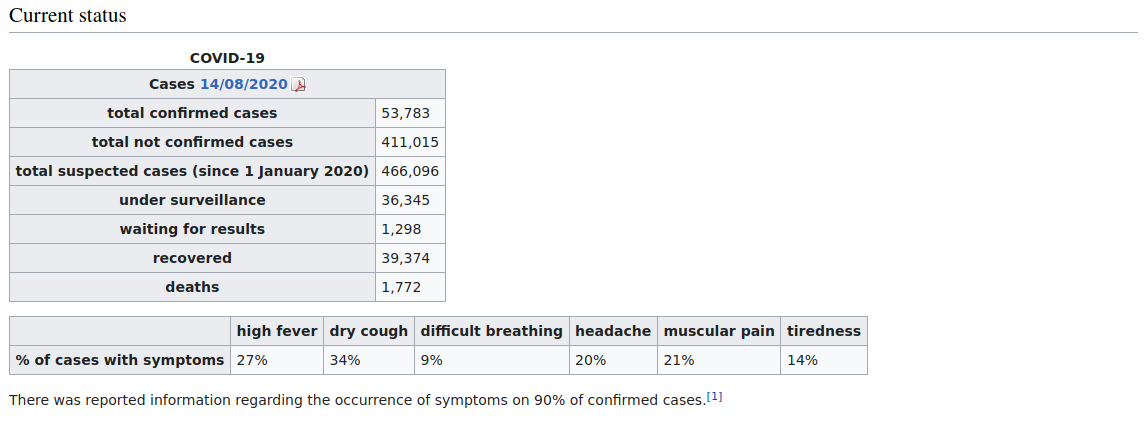 Current status
COVID-19
Cases 14/08/2020
total confirmed cases 53,783
total not confirmed cases 411,015
total suspected cases (since 1 January 2020) 466,096
under surveillance 36,345
waiting for results 1,298
recovered 39,374
deaths 1,772
high fever dry cough difficult breathing headache muscular pain tiredness
% of cases with symptoms 27% 34% 9% 20% 21% 14%
There was reported information regarding the occurrence of symptoms on 90% of confirmed cases.[1]